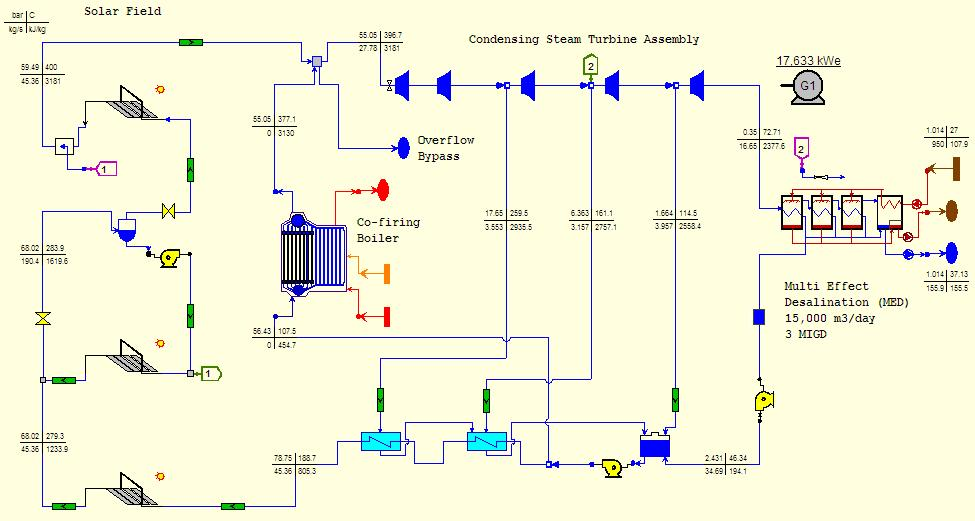 bar C
kg/s kJ/kg
Solar Field
55.05 396.7
27.78 3181
Condensing Steam Turbine Assembly
2
17,633 kWe
G1
59.49 400
45.36 3181
1
55.05 377.1
0 3130
Overflow
Bypass
0.35 72.71
16.65 2377.6
2
1.014 27
950 107.9
Co-firing
Boiler
17.65 259.5
3.553 2935.5
6.363 161.1
3.157 2757.1
1.664 114.5
3.957 2558.4
68.02 283.9
190.4 1619.6
1.014 37.13
155.9 155.5
Multi Effect
Desalination (MED)
15,000 m3/day
3 MIGD
56.43 107.5
0 454.7
1
68.02 279.3
45.36 1233.9
78.75 188.7
45.36 805.3
2.431 46.34
34.69 194.1